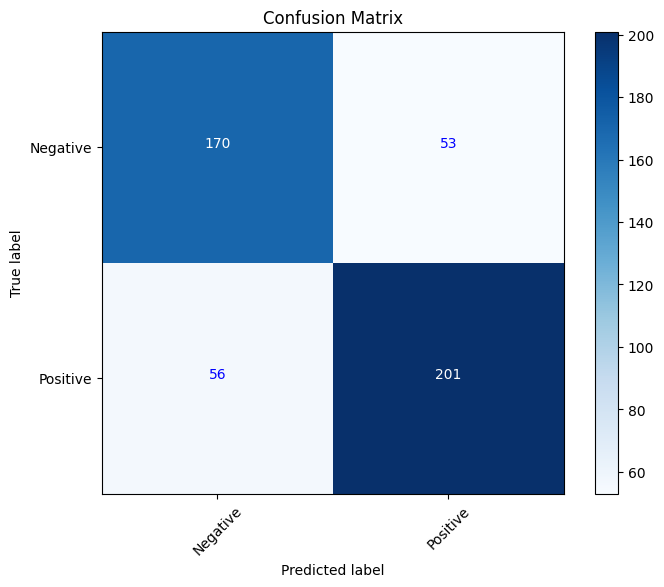 Confusion Matrix
True label
Negative
Positive
170
53
56
201
Negative
Positive
Predicted label
200
180
160
140
120
100
80
60